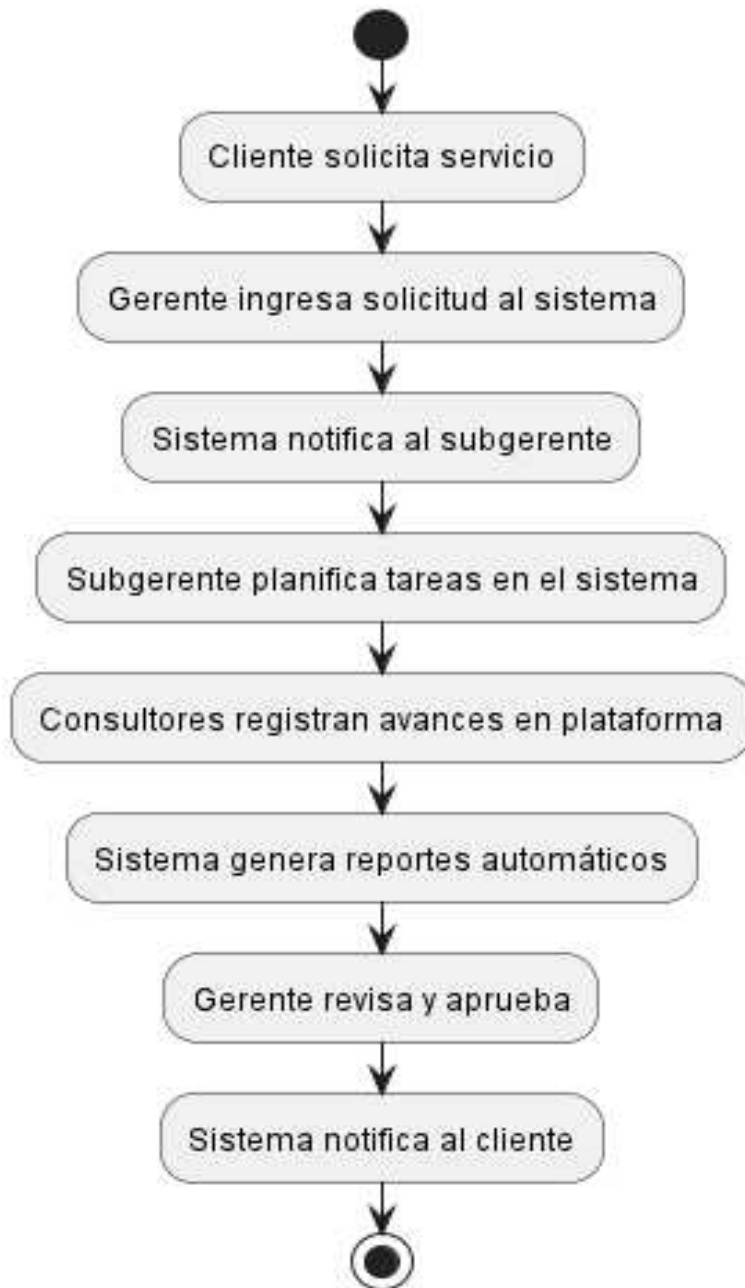 Cliente solicita servicio
Gerente ingresa solicitud al sistema
Sistema notifica al subgerente
Subgerente planifica tareas en el sistema
Consultores registran avances en plataforma
Sistema genera reportes automáticos
Gerente revisa y aprueba
Sistema notifica al cliente